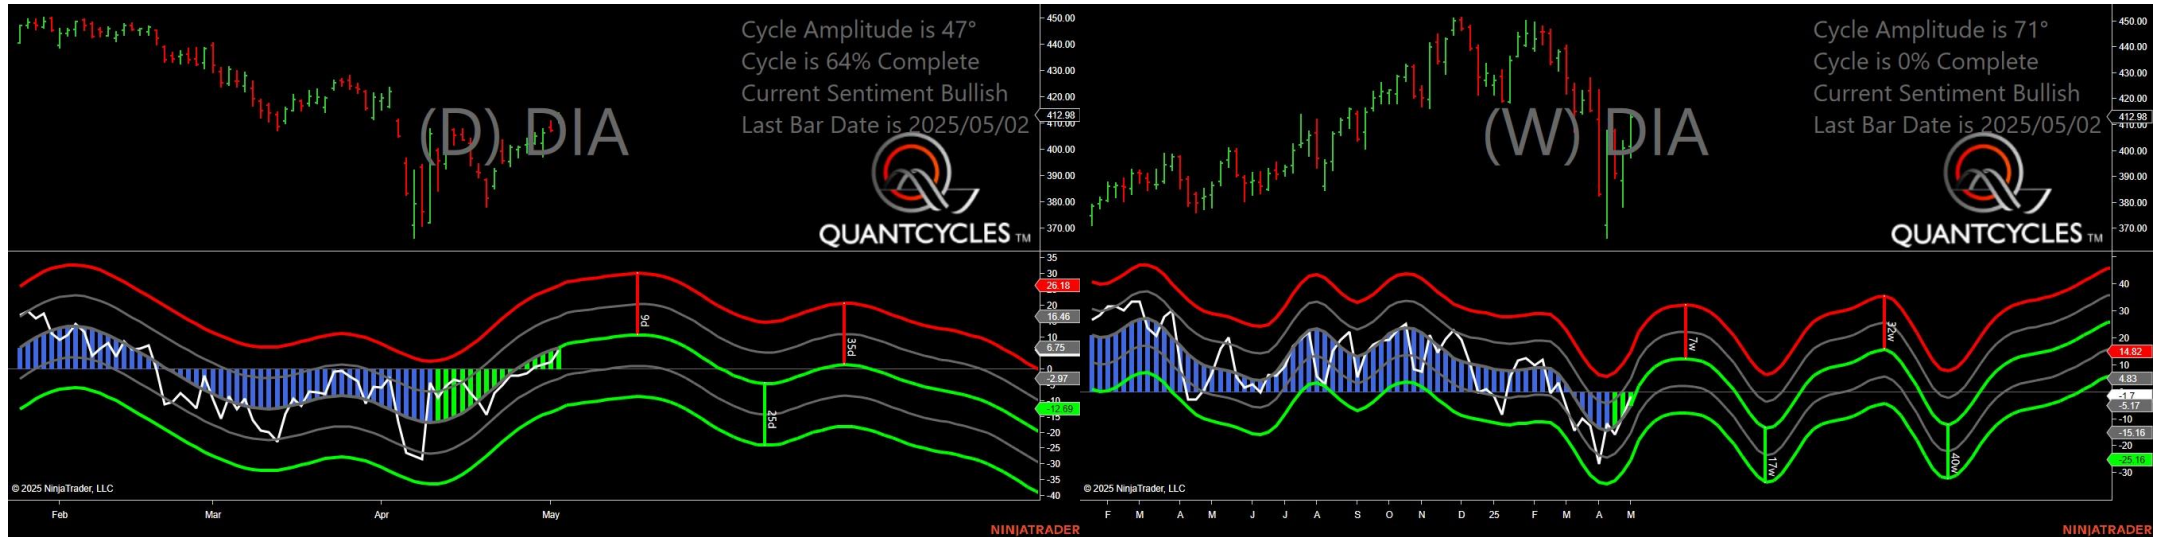 Cycle Amplitude is 47°
Cycle is 64% Complete
Current Sentiment Bullish
Last Bar Date is 2025/05/02
(D) DIA
QUANTCYCLES TM
450.00
440.00
430.00
420.00
412.98
410.00
400.00
390.00
380.00
370.00
35
30
26.18
20
16.46
10
6.75
0
-2.97
-5
-10
-12.69
-15
-20
-25
-30
-35
-40
9d
25d
35d
© 2025 NinjaTrader, LLC
Feb Mar Apr May
NINJATRADER
Cycle Amplitude is 71°
Cycle is 0% Complete
Current Sentiment Bullish
Last Bar Date is 2025/05/02
(W) DIA
QUANTCYCLES TM
450.00
440.00
430.00
420.00
412.98
410.00
400.00
390.00
380.00
370.00
40
30
20
14.82
4.83
-1.7
-5.17
-10
-15.16
-20
-25.16
-30
7w
17w
32w
40w
© 2025 NinjaTrader, LLC
F M A M J J A S O N D 25 F M A M
NINJATRADER